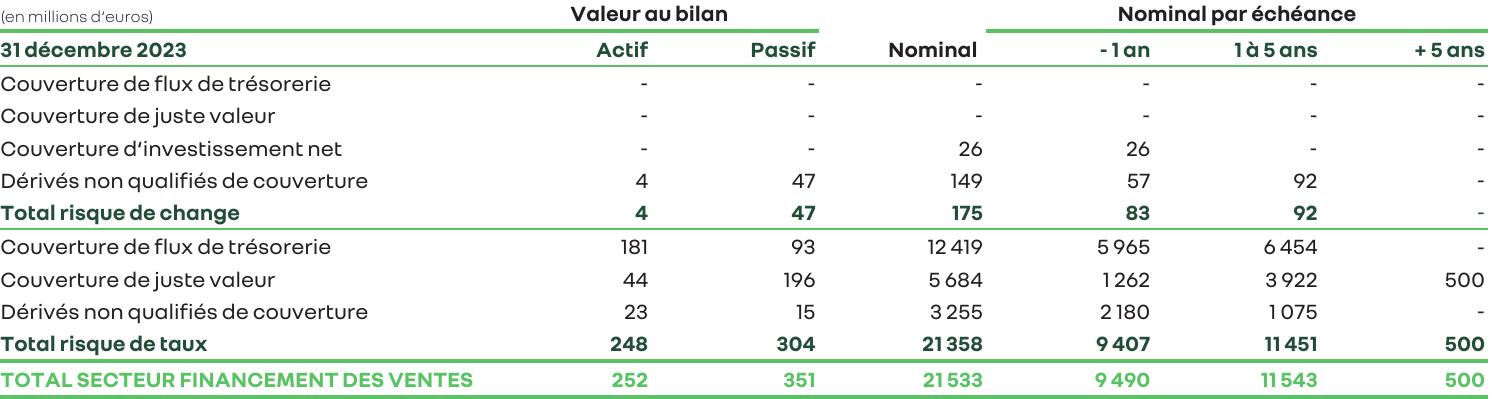 (en millions d'euros) Valeur au bilan Nominal par échéance
31 décembre 2023 Actif Passif Nominal - 1 an 1 à 5 ans + 5 ans
Couverture de flux de trésorerie - - - - - -
Couverture de juste valeur - - - - - -
Couverture d'investissement net - - 26 26 - -
Dérivés non qualifiés de couverture 4 47 149 57 92 -
Total risque de change 4 47 175 83 92 -
Couverture de flux de trésorerie 181 93 12 419 5 965 6 454 -
Couverture de juste valeur 44 196 5 684 1 262 3 922 500
Dérivés non qualifiés de couverture 23 15 3 255 2 180 1 075 -
Total risque de taux 248 304 21 358 9 407 11 451 500
TOTAL SECTEUR FINANCEMENT DES VENTES 252 351 21 533 9 490 11 543 500